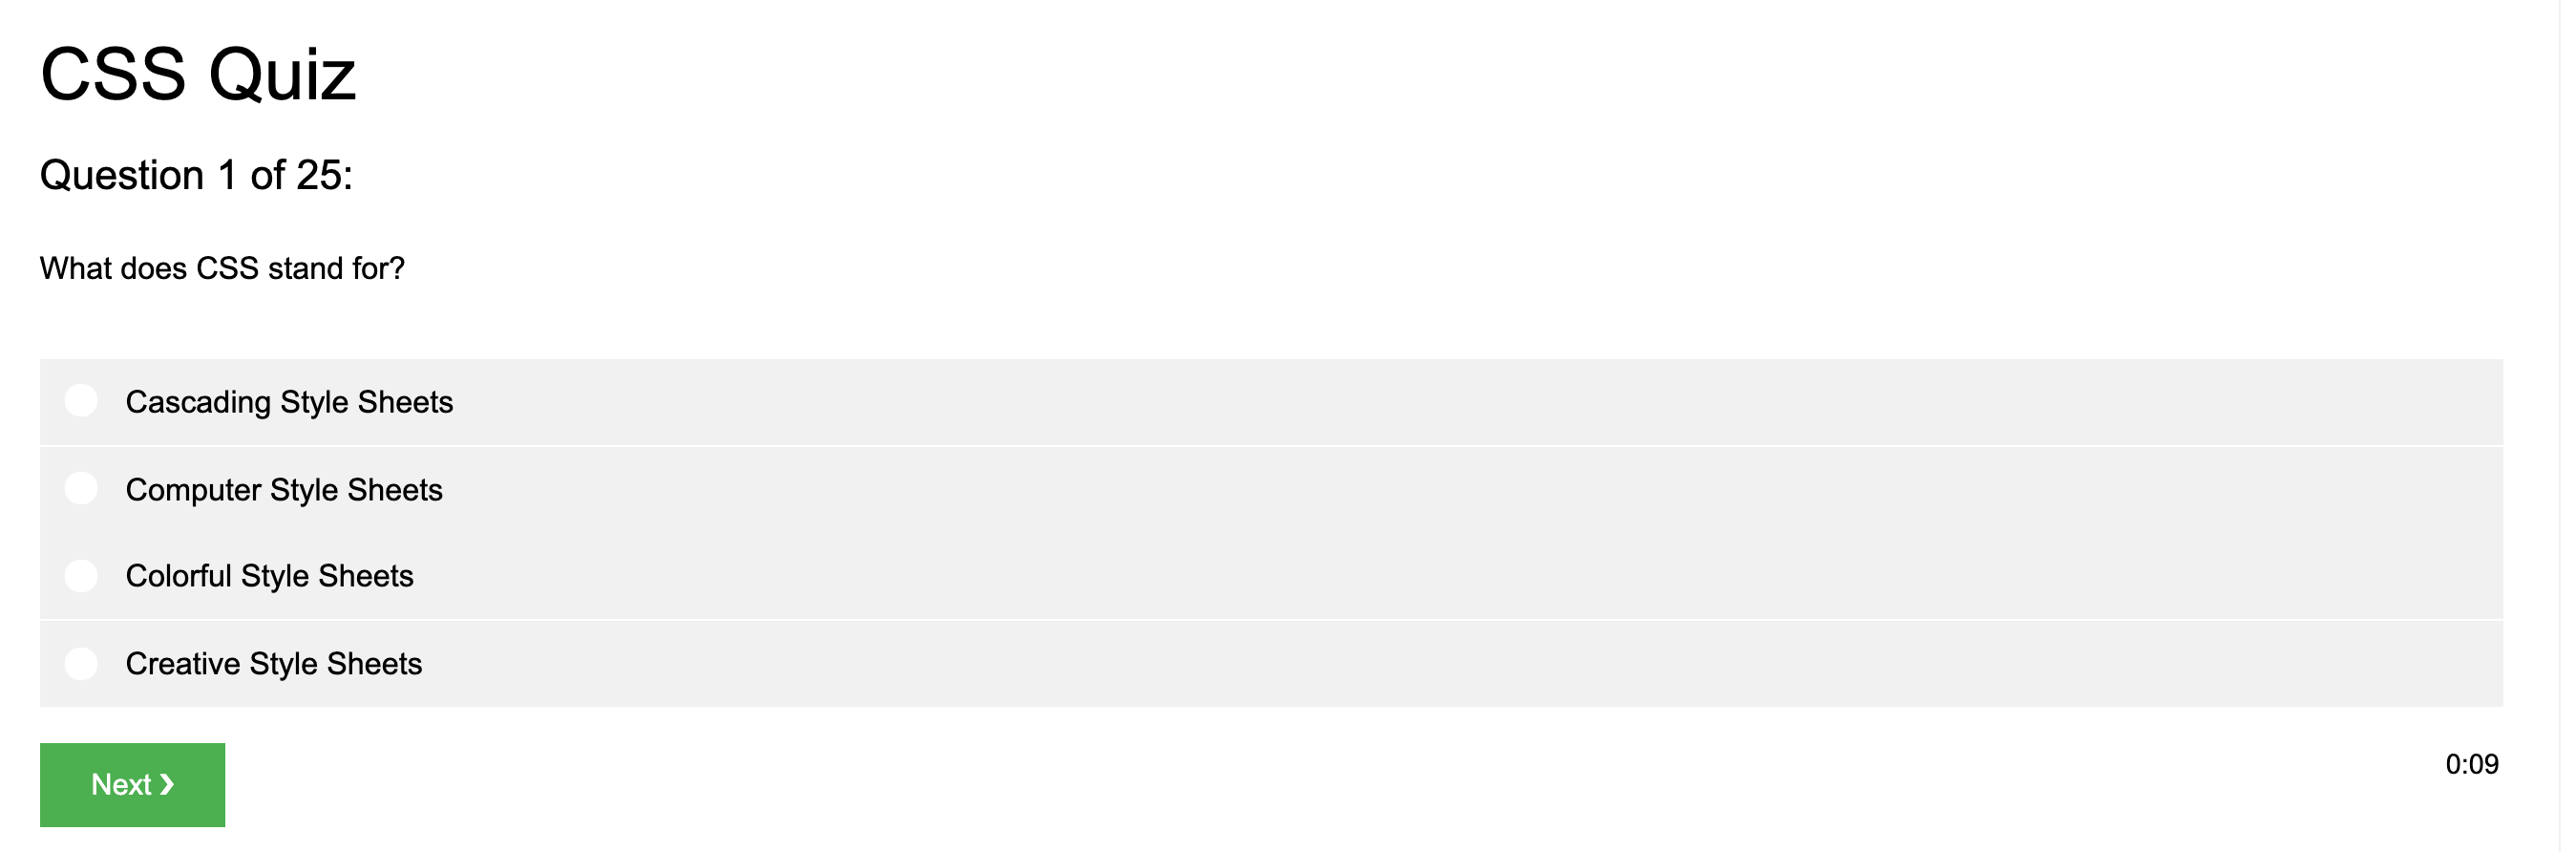 CSS Quiz
Question 1 of 25:
What does CSS stand for?
Cascading Style Sheets
Computer Style Sheets
Colorful Style Sheets
Creative Style Sheets
Next ❯
0:09